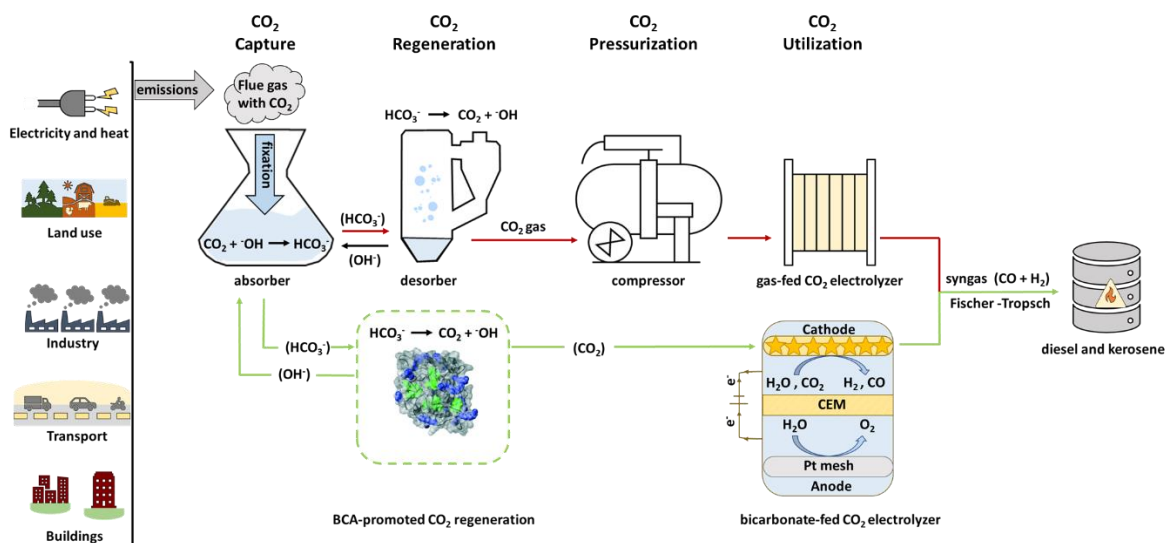 CO₂
Capture
CO₂
Regeneration
CO₂
Pressurization
CO₂
Utilization
emissions
Flue gas
with CO₂
Electricity and heat
Land use
Industry
Transport
Buildings
fixation
CO₂ + ⁻OH → HCO₃⁻
absorber
(HCO₃⁻)
(OH⁻)
HCO₃⁻ → CO₂ + ⁻OH
desorber
CO₂ gas
compressor
gas-fed CO₂ electrolyzer
syngas (CO + H₂)
Fischer -Tropsch
diesel and kerosene
(HCO₃⁻)
(OH⁻)
HCO₃⁻ → CO₂ + ⁻OH
BCA-promoted CO₂ regeneration
(CO₂)
Cathode
H₂O , CO₂
H₂, CO
e⁻
CEM
e⁻
H₂O
O₂
Pt mesh
Anode
bicarbonate-fed CO₂ electrolyzer